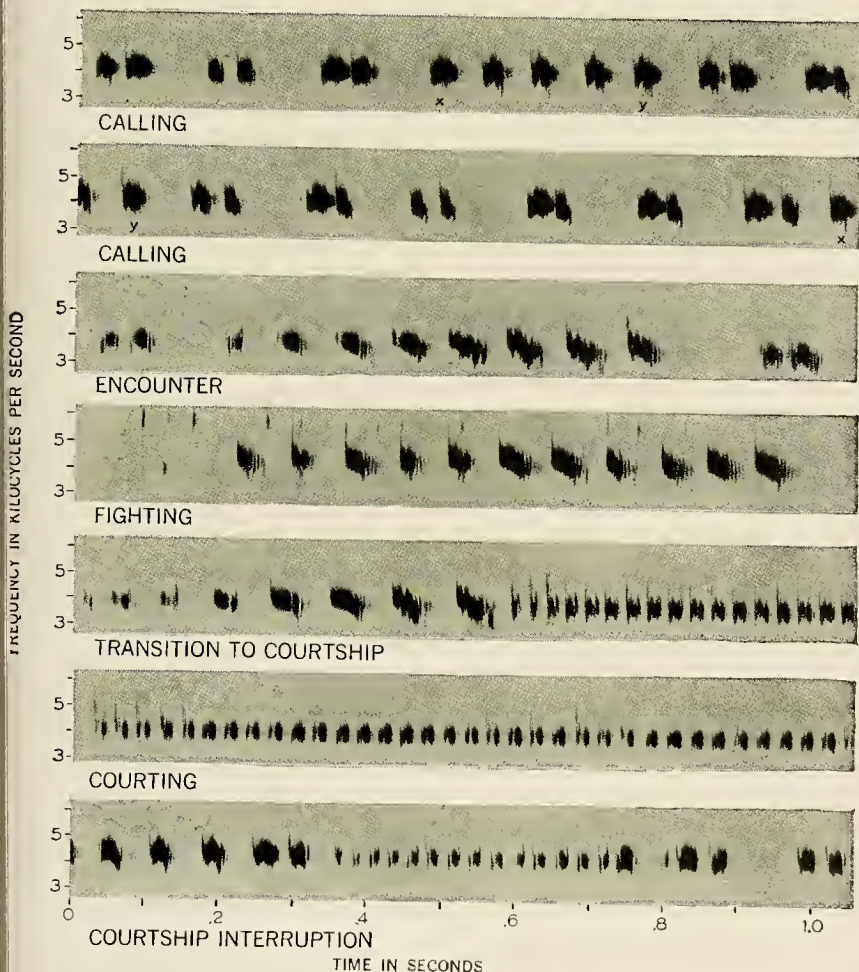 FREQUENCY IN KILOCYCLES PER SECOND
5-
3-
x y
CALLING
5-
3-
y x
CALLING
5-
3-
ENCOUNTER
5-
3-
FIGHTING
5-
3-
TRANSITION TO COURTSHIP
5-
3-
COURTING
5-
3-
0 .2 .4 .6 .8 1.0
COURTSHIP INTERRUPTION
TIME IN SECONDS